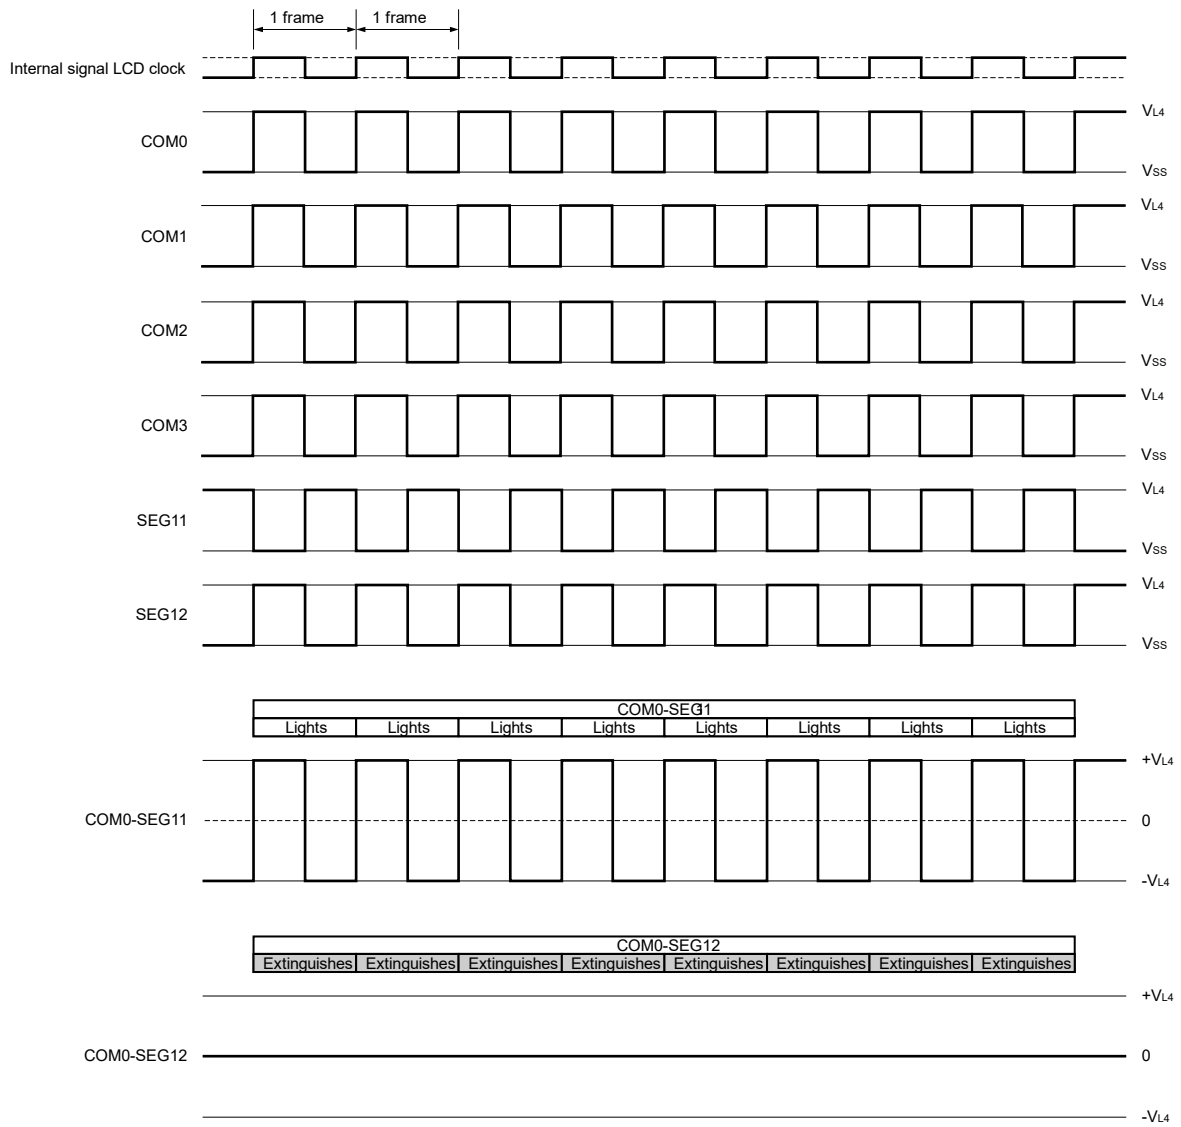 1 frame 1 frame
Internal signal LCD clock
VL4
COM0
VSS
VL4
COM1
VSS
VL4
COM2
VSS
VL4
COM3
VSS
VL4
SEG11
VSS
VL4
SEG12
VSS
COM0-SEG11
Lights Lights Lights Lights Lights Lights Lights Lights
+VL4
COM0-SEG11 0
-VL4
COM0-SEG12
Extinguishes Extinguishes Extinguishes Extinguishes Extinguishes Extinguishes Extinguishes Extinguishes
+VL4
COM0-SEG12 0
-VL4